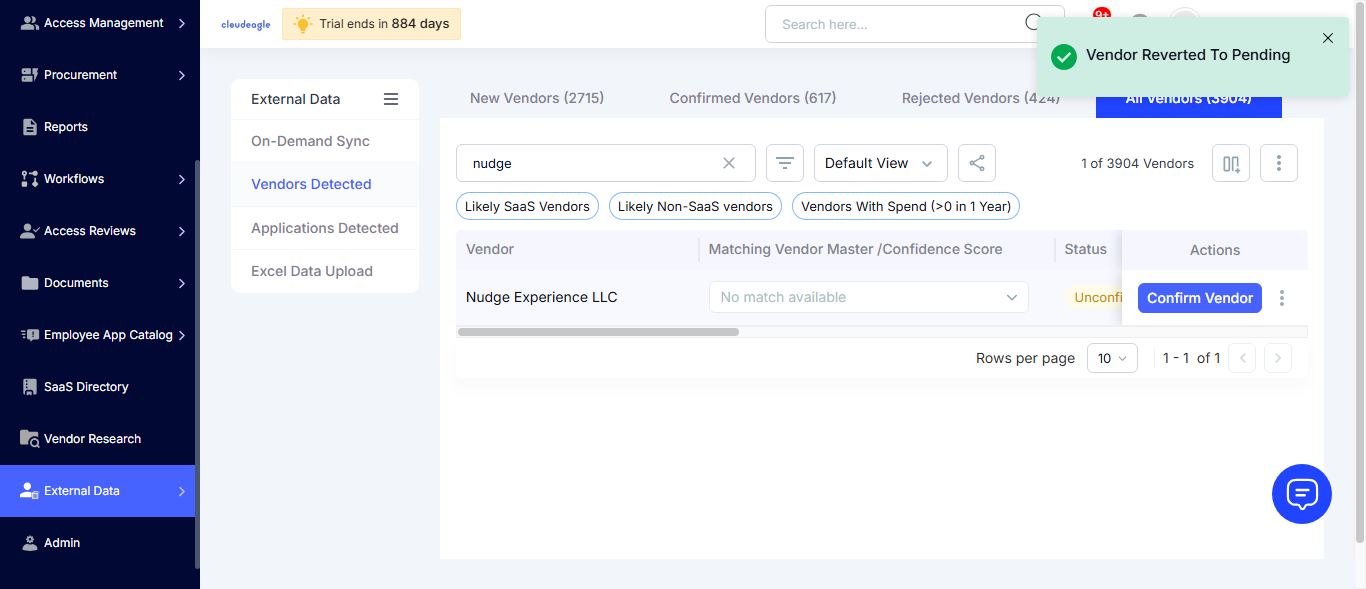 Access Management
Procurement
Reports
Workflows
Access Reviews
Documents
Employee App Catalog
SaaS Directory
Vendor Research
External Data
Admin
cloudeagle
Trial ends in 884 days
Search here...
9+
Vendor Reverted To Pending
External Data
On-Demand Sync
Vendors Detected
Applications Detected
Excel Data Upload
New Vendors (2715)
Confirmed Vendors (617)
Rejected Vendors (424)
All Vendors (3904)
nudge
Default View
1 of 3904 Vendors
Likely SaaS Vendors
Likely Non-SaaS vendors
Vendors With Spend (>0 in 1 Year)
Vendor
Matching Vendor Master /Confidence Score
Status
Actions
Nudge Experience LLC
No match available
Unconfi
Confirm Vendor
Rows per page
10
1 - 1 of 1